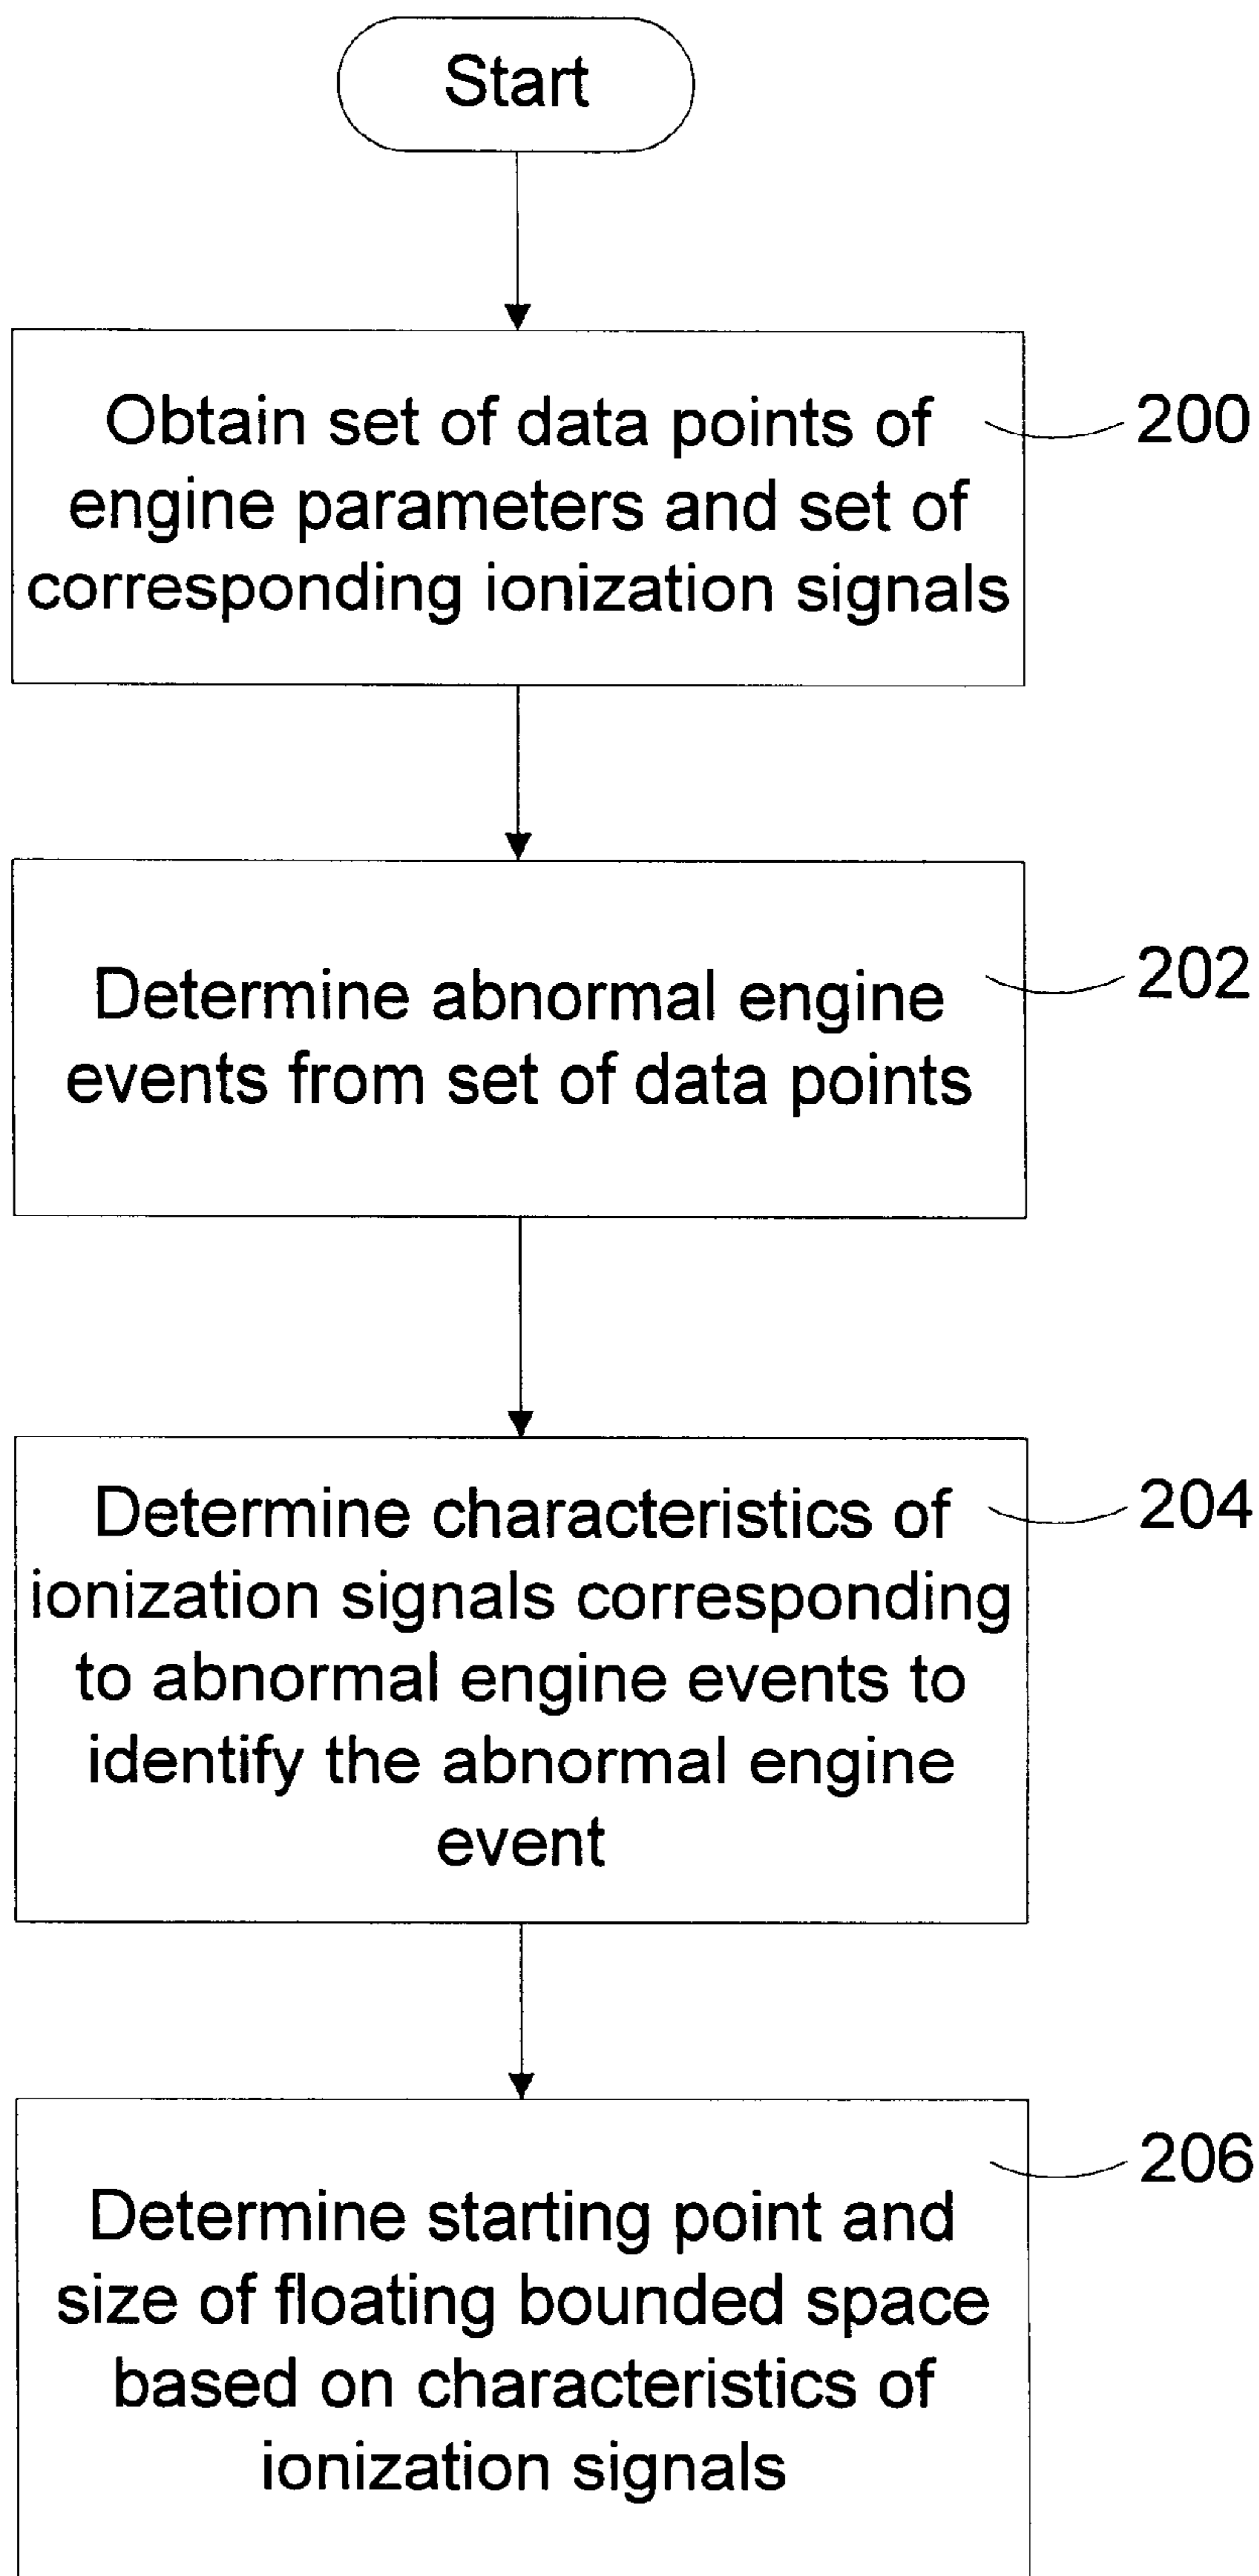 Start
Obtain set of data points of
engine parameters and set of
corresponding ionization signals
200
Determine abnormal engine
events from set of data points
202
Determine characteristics of
ionization signals corresponding
to abnormal engine events to
identify the abnormal engine
event
204
Determine starting point and
size of floating bounded space
based on characteristics of
ionization signals
206